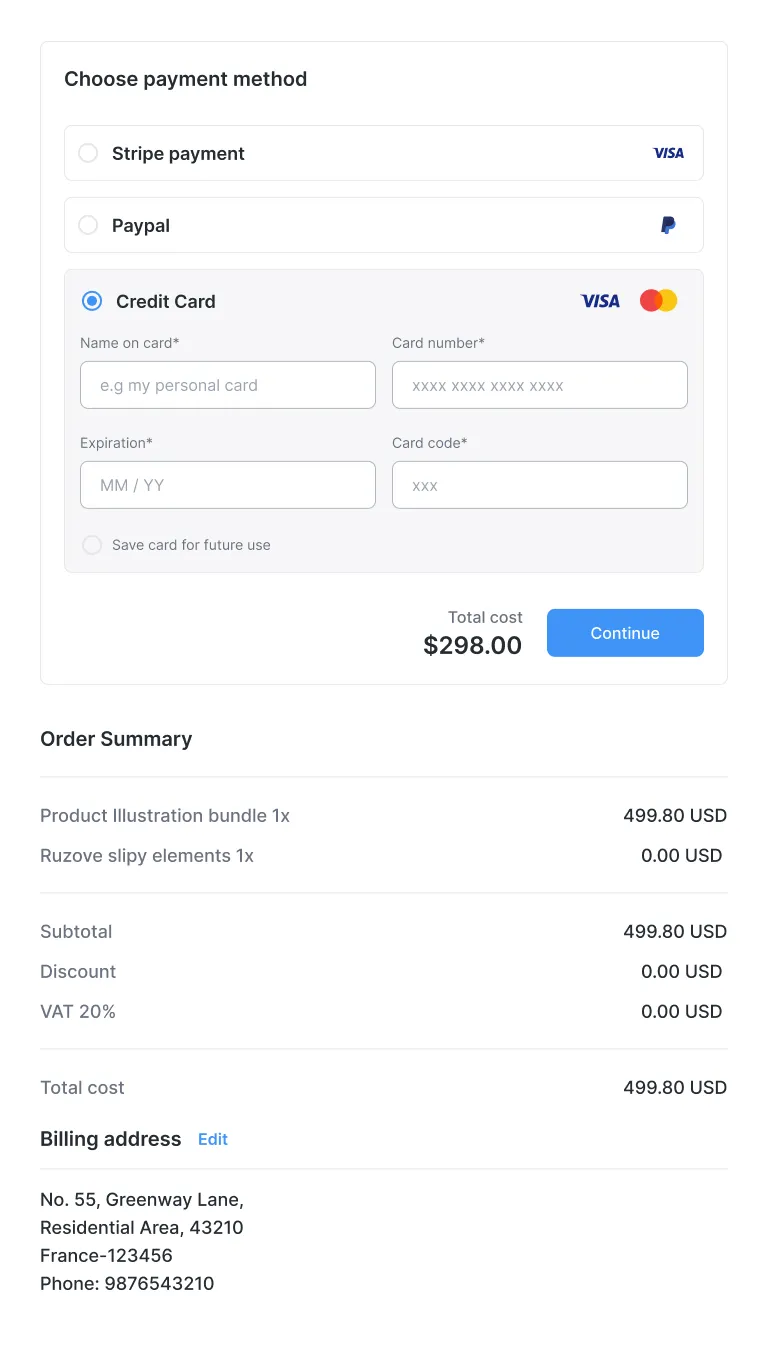 Choose payment method
Stripe payment VISA
Paypal
Credit Card VISA
Name on card* Card number*
e.g my personal card xxxx xxxx xxxx xxxx
Expiration* Card code*
MM / YY xxx
Save card for future use
Total cost
$298.00 Continue
Order Summary
Product Illustration bundle 1x 499.80 USD
Ruzove slipy elements 1x 0.00 USD
Subtotal 499.80 USD
Discount 0.00 USD
VAT 20% 0.00 USD
Total cost 499.80 USD
Billing address Edit
No. 55, Greenway Lane,
Residential Area, 43210
France-123456
Phone: 9876543210